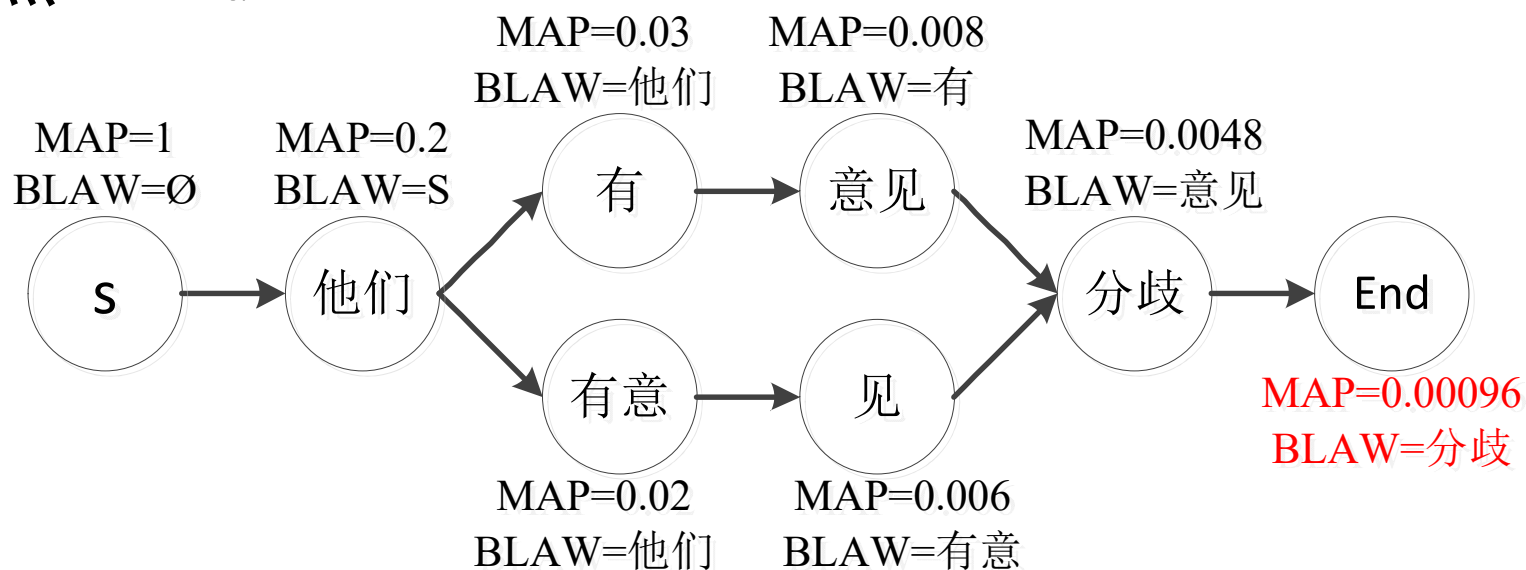 MAP=0.03
BLAW=他们
MAP=0.008
BLAW=有
MAP=1
BLAW=Ø
MAP=0.2
BLAW=S
MAP=0.0048
BLAW=意见
有
意见
S
他们
分歧
End
有意
见
MAP=0.00096
BLAW=分歧
MAP=0.02
BLAW=他们
MAP=0.006
BLAW=有意